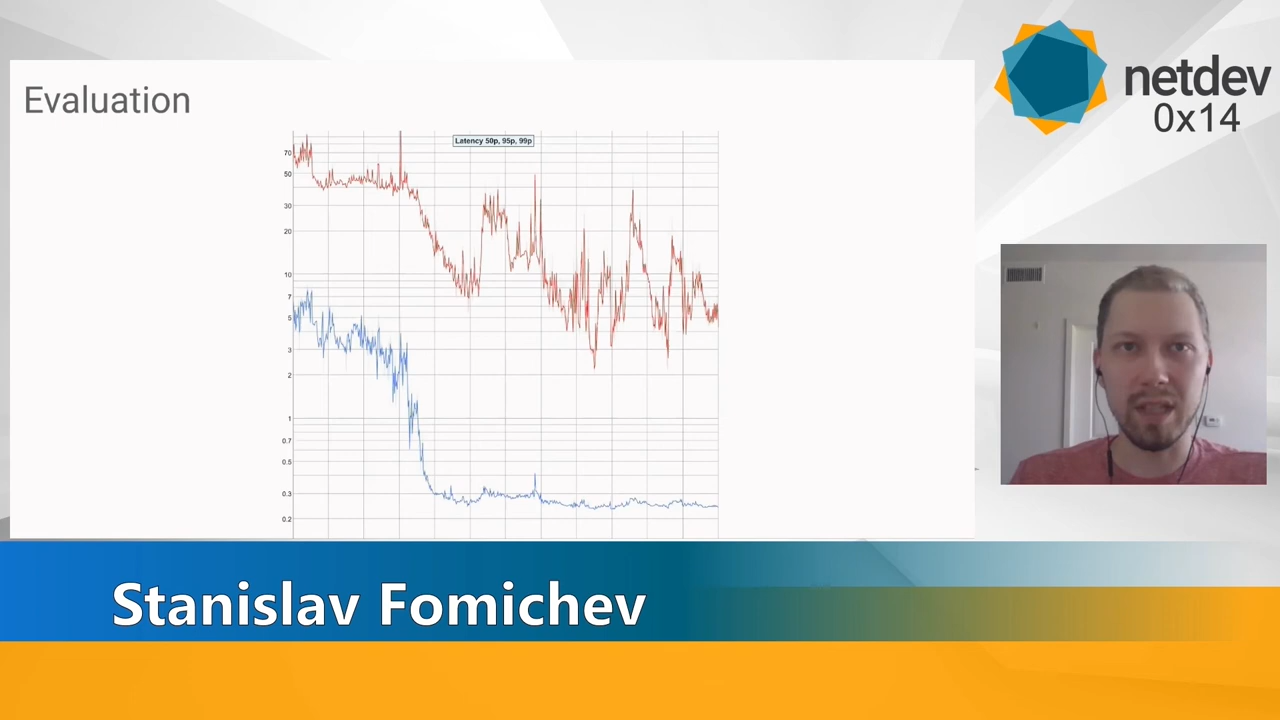 Evaluation
Latency 50p, 95p, 99p
70
50
30
20
10
7
5
3
2
1
0.7
0.5
0.3
0.2
netdev
0x14
Stanislav Fomichev